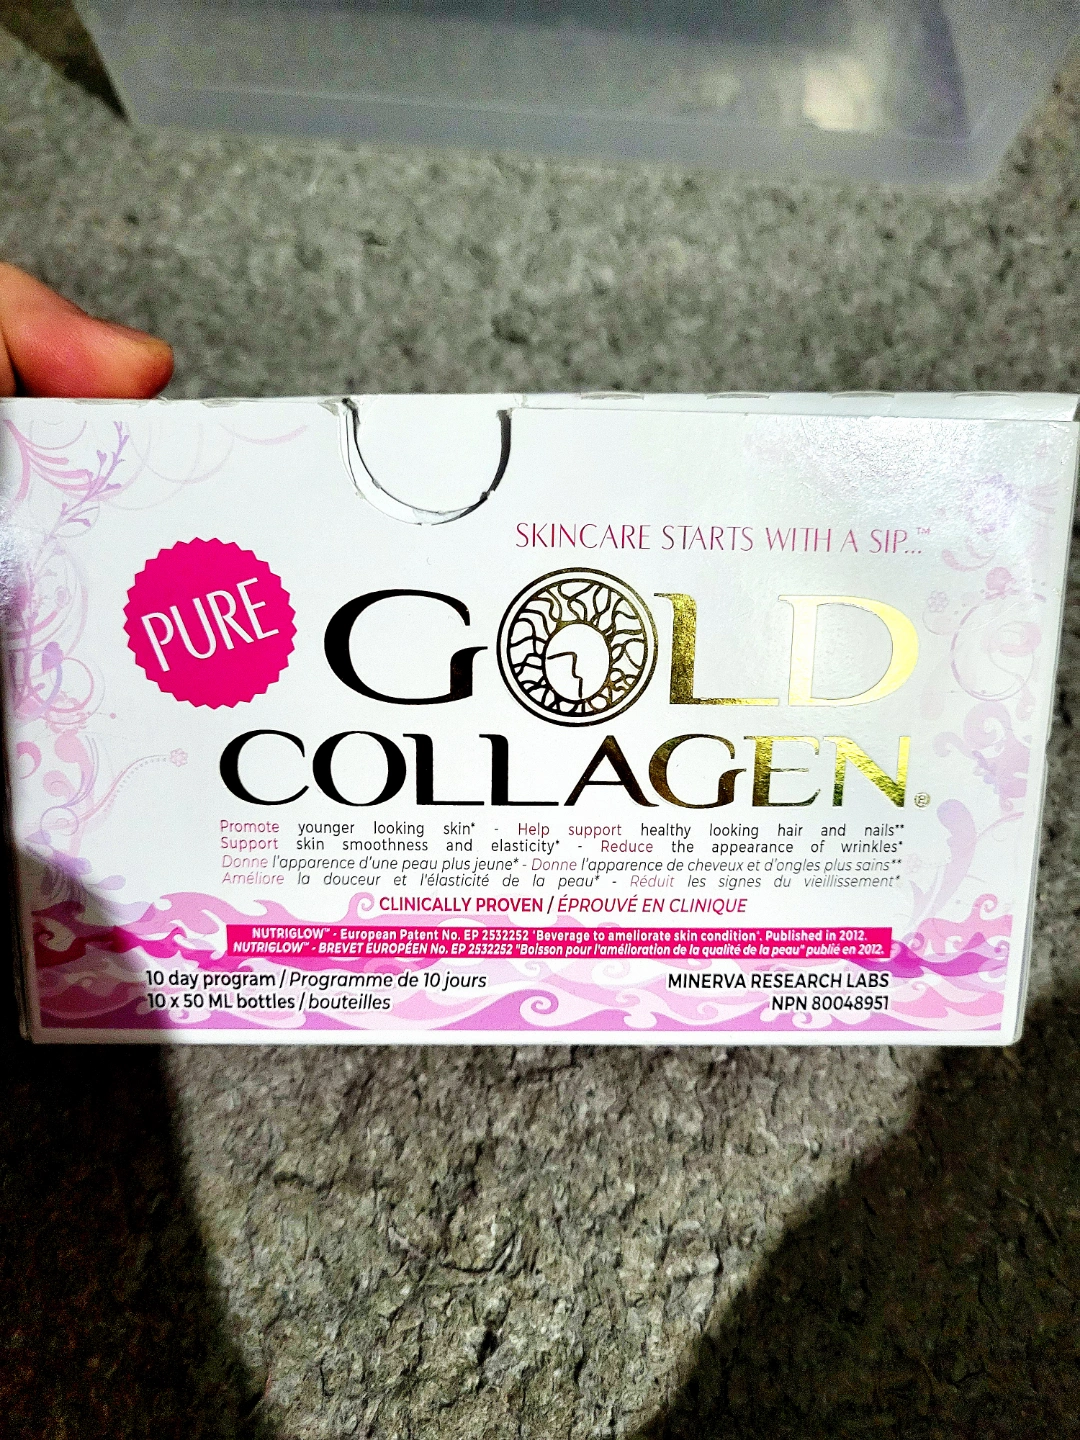 SKINCARE STARTS WITH A SIP...™
PURE
GOLD
COLLAGEN®
Promote younger looking skin* - Help support healthy looking hair and nails**
Support skin smoothness and elasticity* - Reduce the appearance of wrinkles*
Donne l'apparence d'une peau plus jeune* - Donne l'apparence de cheveux et d'ongles plus sains**
Améliore la douceur et l'élasticité de la peau* - Réduit les signes du vieillissement*
CLINICALLY PROVEN / ÉPROUVÉ EN CLINIQUE
NUTRIGLOW™ - European Patent No. EP 2532252 "Beverage to ameliorate skin condition". Published in 2012.
NUTRIGLOW™ - BREVET EUROPÉEN No. EP 2532252 "Boisson pour l'amélioration de la qualité de la peau" publié en 2012.
10 day program / Programme de 10 jours
10 x 50 ML bottles / bouteilles
MINERVA RESEARCH LABS
NPN 80048951